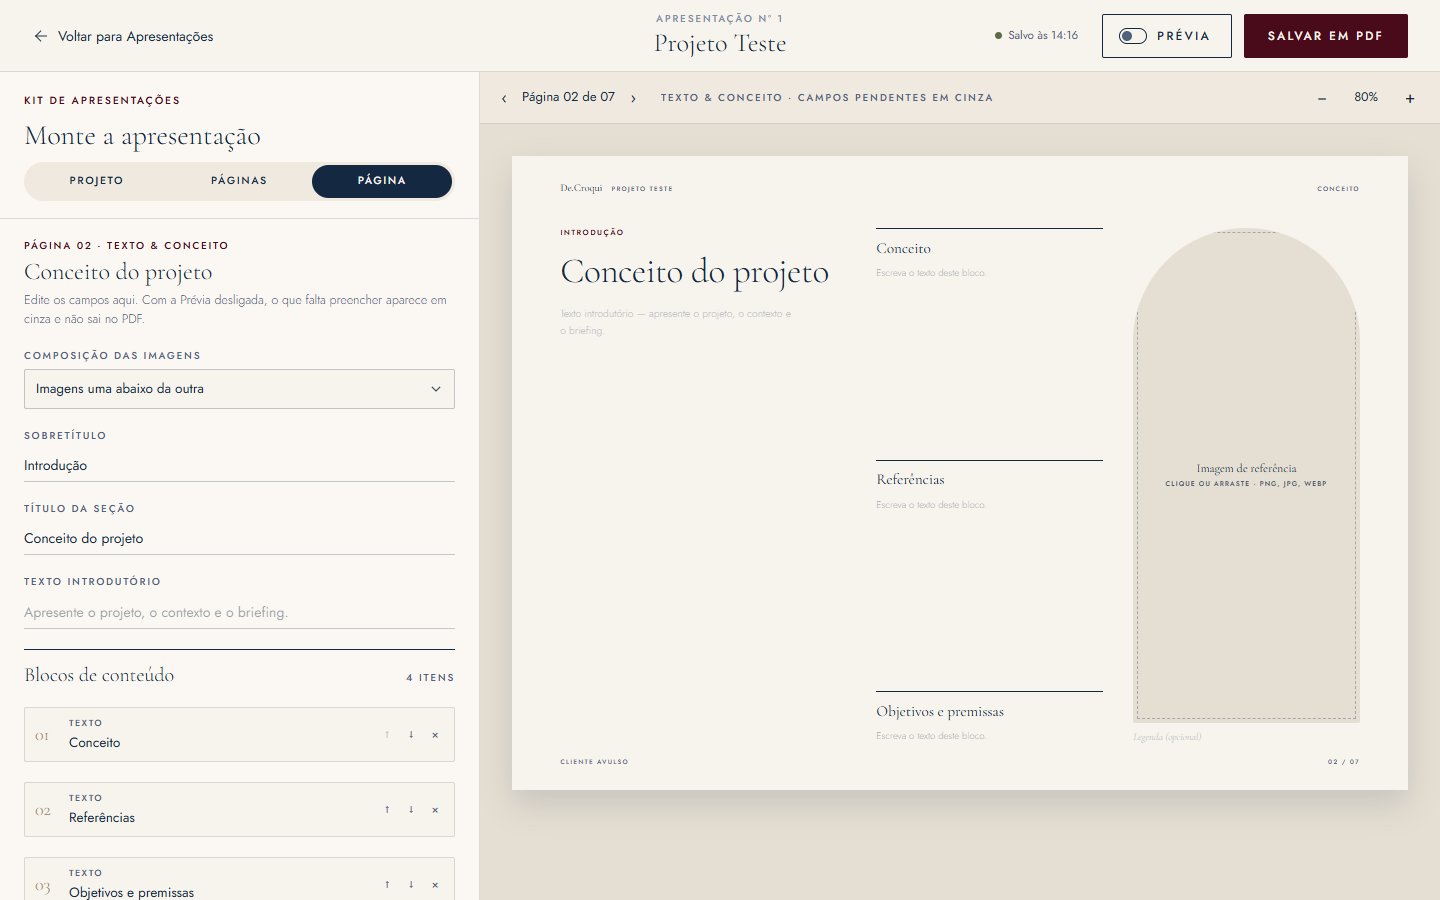 Voltar para Apresentações
APRESENTAÇÃO Nº 1
Projeto Teste
Salvo às 14:16
PRÉVIA
SALVAR EM PDF
KIT DE APRESENTAÇÕES
Monte a apresentação
PROJETO
PÁGINAS
PÁGINA
PÁGINA 02 · TEXTO & CONCEITO
Conceito do projeto
Edite os campos aqui. Com a Prévia desligada, o que falta preencher aparece em
cinza e não sai no PDF.
COMPOSIÇÃO DAS IMAGENS
Imagens uma abaixo da outra
SOBRETÍTULO
Introdução
TÍTULO DA SEÇÃO
Conceito do projeto
TEXTO INTRODUTÓRIO
Apresente o projeto, o contexto e o briefing.
Blocos de conteúdo
4 ITENS
01
TEXTO
Conceito
02
TEXTO
Referências
03
TEXTO
Objetivos e premissas
Página 02 de 07
TEXTO & CONCEITO · CAMPOS PENDENTES EM CINZA
80%
De.Croqui
PROJETO TESTE
CONCEITO
INTRODUÇÃO
Conceito do projeto
Texto introdutório — apresente o projeto, o contexto e
o briefing.
Conceito
Escreva o texto deste bloco.
Referências
Escreva o texto deste bloco.
Objetivos e premissas
Escreva o texto deste bloco.
Imagem de referência
CLIQUE OU ARRASTE · PNG, JPG, WEBP
Legenda (opcional)
CLIENTE AVULSO
02 / 07